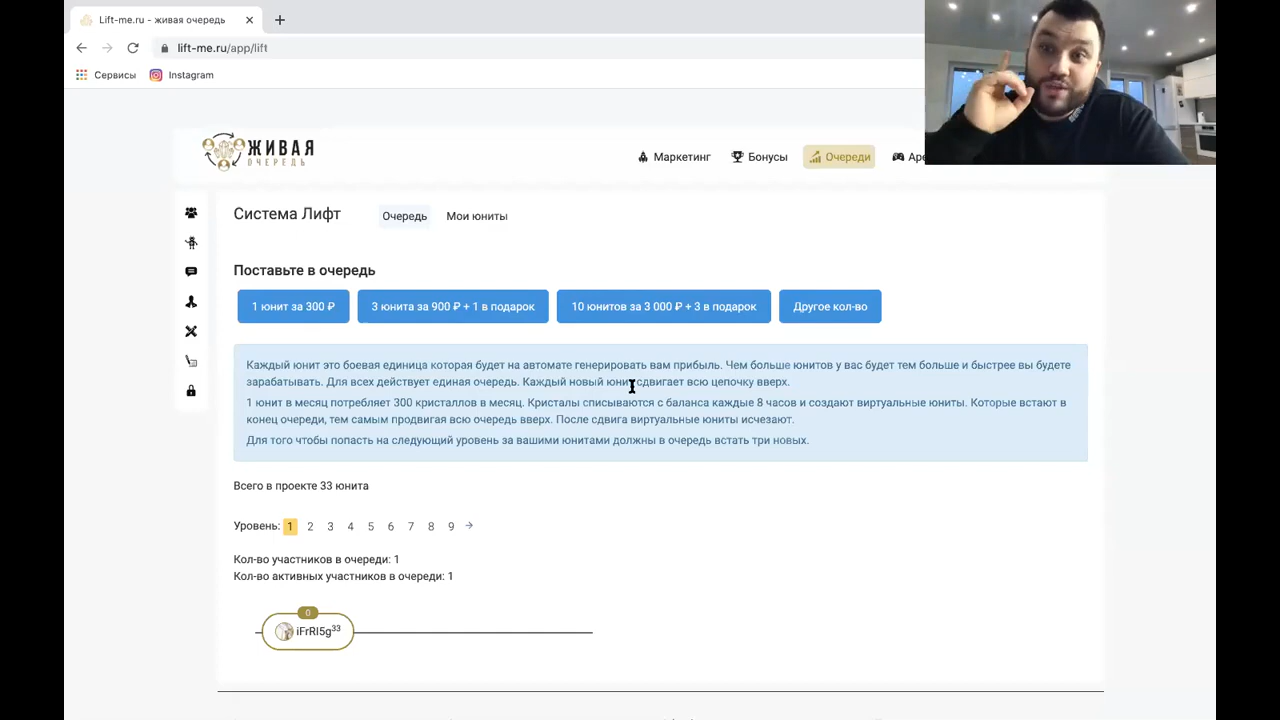 Lift-me.ru - живая очередь
lift-me.ru/app/lift
Сервисы Instagram
ЖИВАЯ
ОЧЕРЕДЬ
Маркетинг Бонусы Очереди
Система Лифт Очередь Мои юниты
Поставьте в очередь
1 юнит за 300 ₽ 3 юнита за 900 ₽ + 1 в подарок 10 юнитов за 3 000 ₽ + 3 в подарок Другое кол-во
Каждый юнит это боевая единица которая будет на автомате генерировать вам прибыль. Чем больше юнитов у вас будет тем больше и быстрее вы будете
зарабатывать. Для всех действует единая очередь. Каждый новый юнит сдвигает всю цепочку вверх.
1 юнит в месяц потребляет 300 кристаллов в месяц. Кристалы списываются с баланса каждые 8 часов и создают виртуальные юниты. Которые встают в
конец очереди, тем самым продвигая всю очередь вверх. После сдвига виртуальные юниты исчезают.
Для того чтобы попасть на следующий уровень за вашими юнитами должны в очередь встать три новых.
Всего в проекте 33 юнита
Уровень: 1 2 3 4 5 6 7 8 9 →
Кол-во участников в очереди: 1
Кол-во активных участников в очереди: 1
0